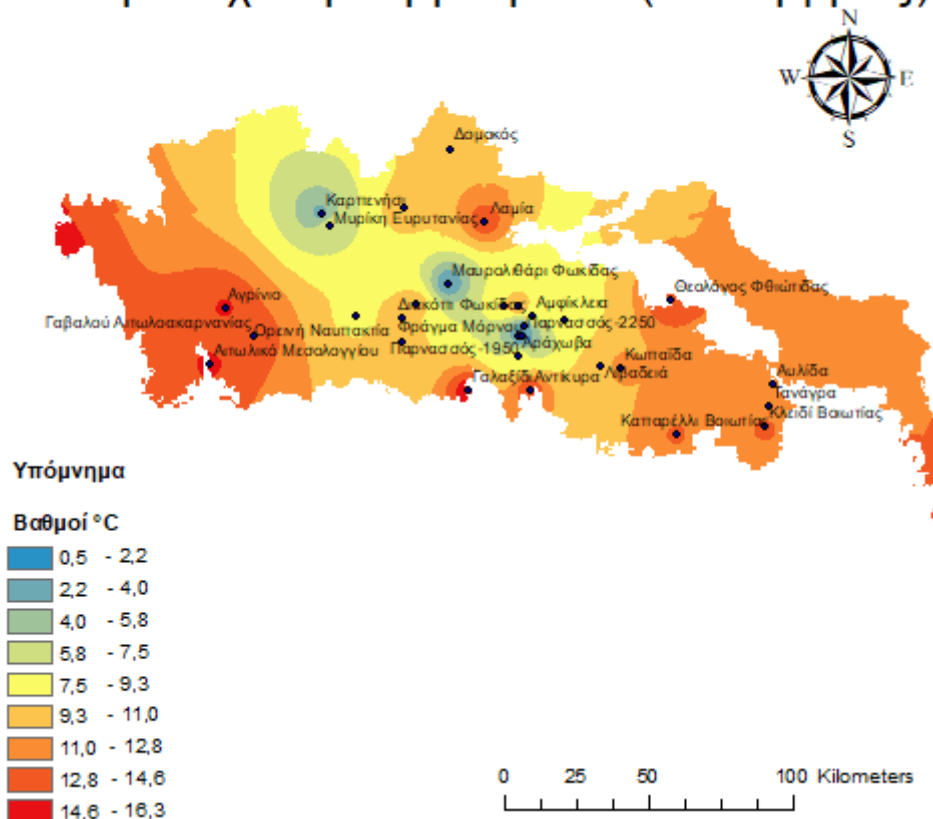 N
W E
S
Δομοκός
Καρπενήσι
Μυρίκη Ευρυτανίας
Λαμία
Μαυρολιθάρι Φωκίδας
Θεολόγος Φθιώτιδας
Αγρίνιο
Διακόπι Φωκίδας
Αμφίκλεια
Γαβαλού Αιτωλοακαρνανίας
Ορεινή Ναυπακτία
Φράγμα Μόρνου
Παρνασσός-2250
Αιτωλικό Μεσολογγίου
Παρνασσός-1950
Αράχωβα
Κωπαΐδα
Γαλαξίδι
Αντίκυρα
Λιβαδειά
Αυλίδα
Τανάγρα
Κλειδί Βοιωτίας
Καπαρέλλι Βοιωτίας
Υπόμνημα
Βαθμοί °C
0,5 - 2,2
2,2 - 4,0
4,0 - 5,8
5,8 - 7,5
7,5 - 9,3
9,3 - 11,0
11,0 - 12,8
12,8 - 14,6
14,6 - 16,3
0 25 50 100 Kilometers